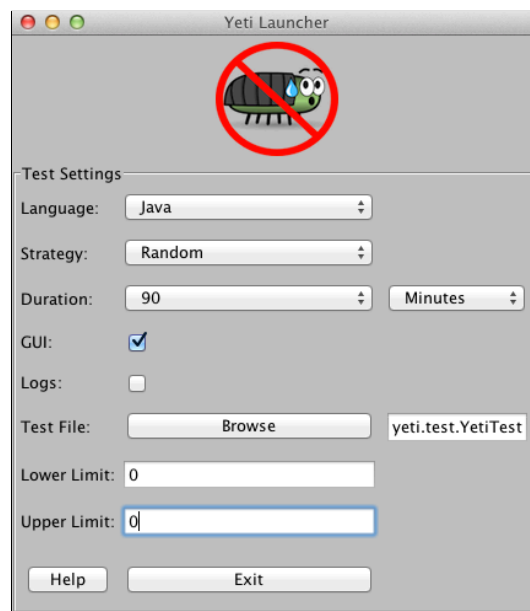 Yeti Launcher
Test Settings
Language: Java
Strategy: Random
Duration: 90 Minutes
GUI:
Logs:
Test File: Browse yeti.test.YetiTest
Lower Limit: 0
Upper Limit: 0
Help Exit